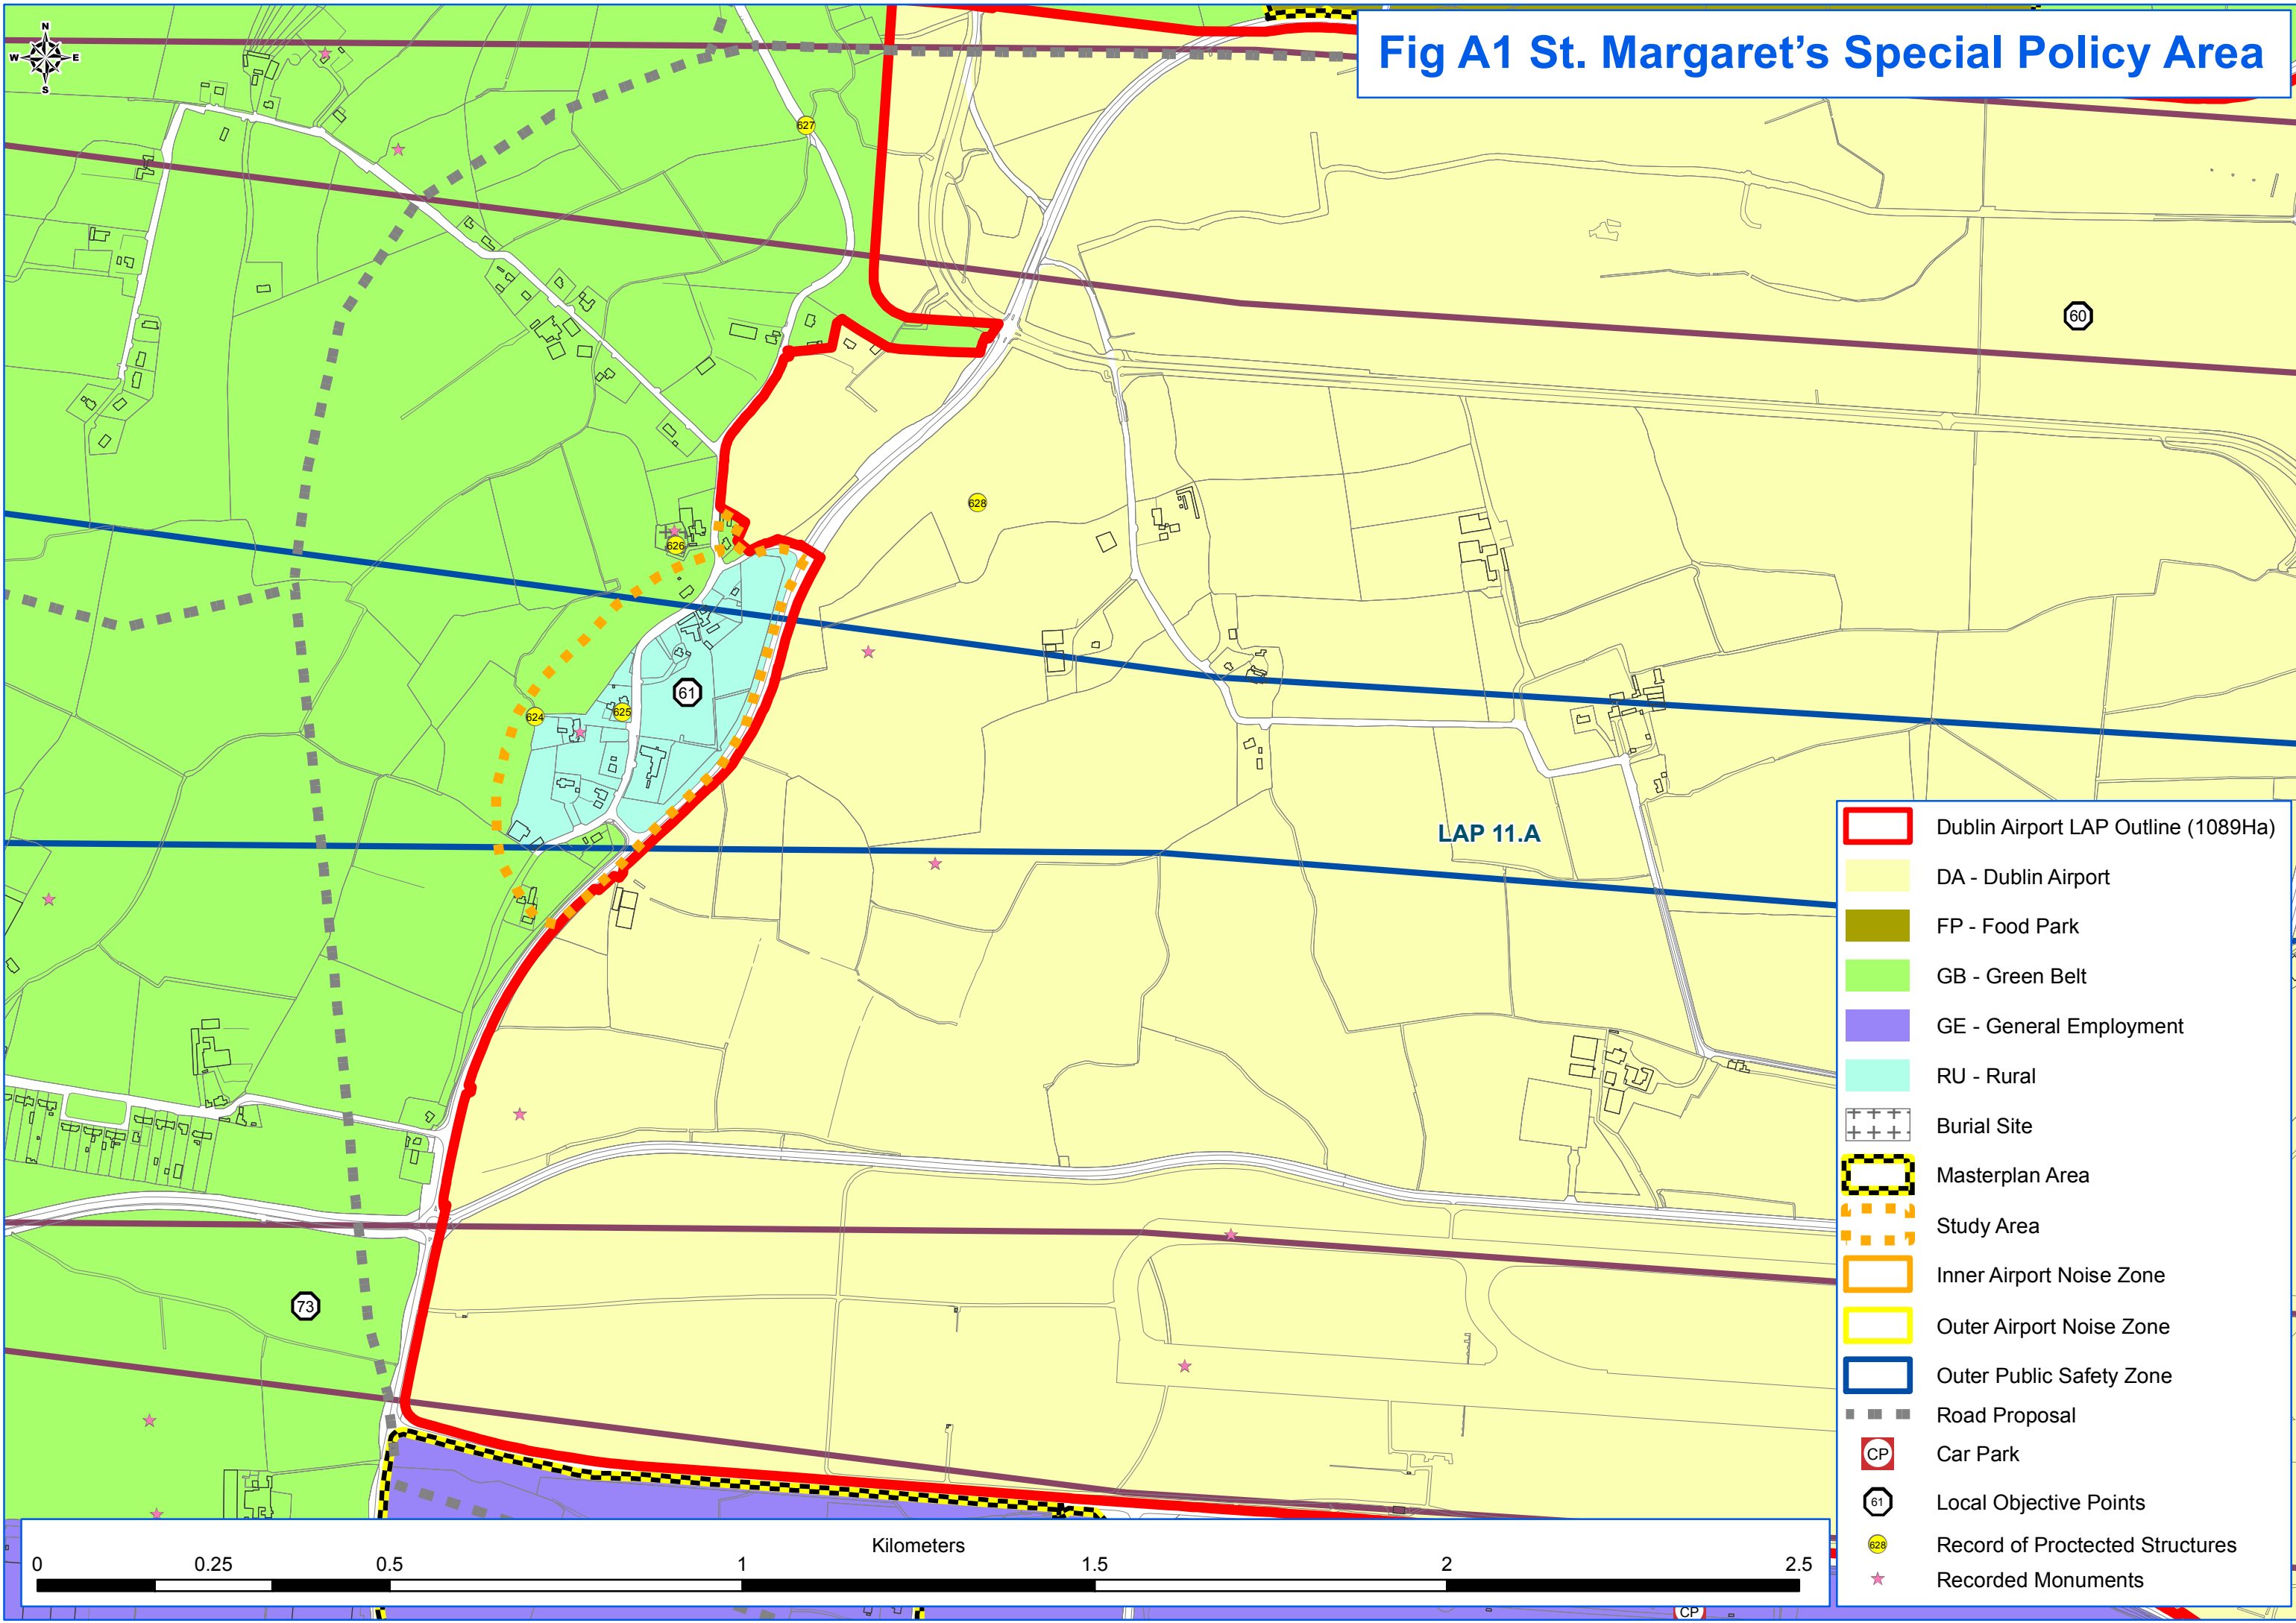 Fig A1 St. Margaret's Special Policy Area
N
W E
S
627
60
628
626
61
624
625
LAP 11.A
73
Dublin Airport LAP Outline (1089Ha)
DA - Dublin Airport
FP - Food Park
GB - Green Belt
GE - General Employment
RU - Rural
Burial Site
Masterplan Area
Study Area
Inner Airport Noise Zone
Outer Airport Noise Zone
Outer Public Safety Zone
Road Proposal
CP Car Park
61 Local Objective Points
628 Record of Proctected Structures
Recorded Monuments
Kilometers
0 0.25 0.5 1 1.5 2 2.5
CP